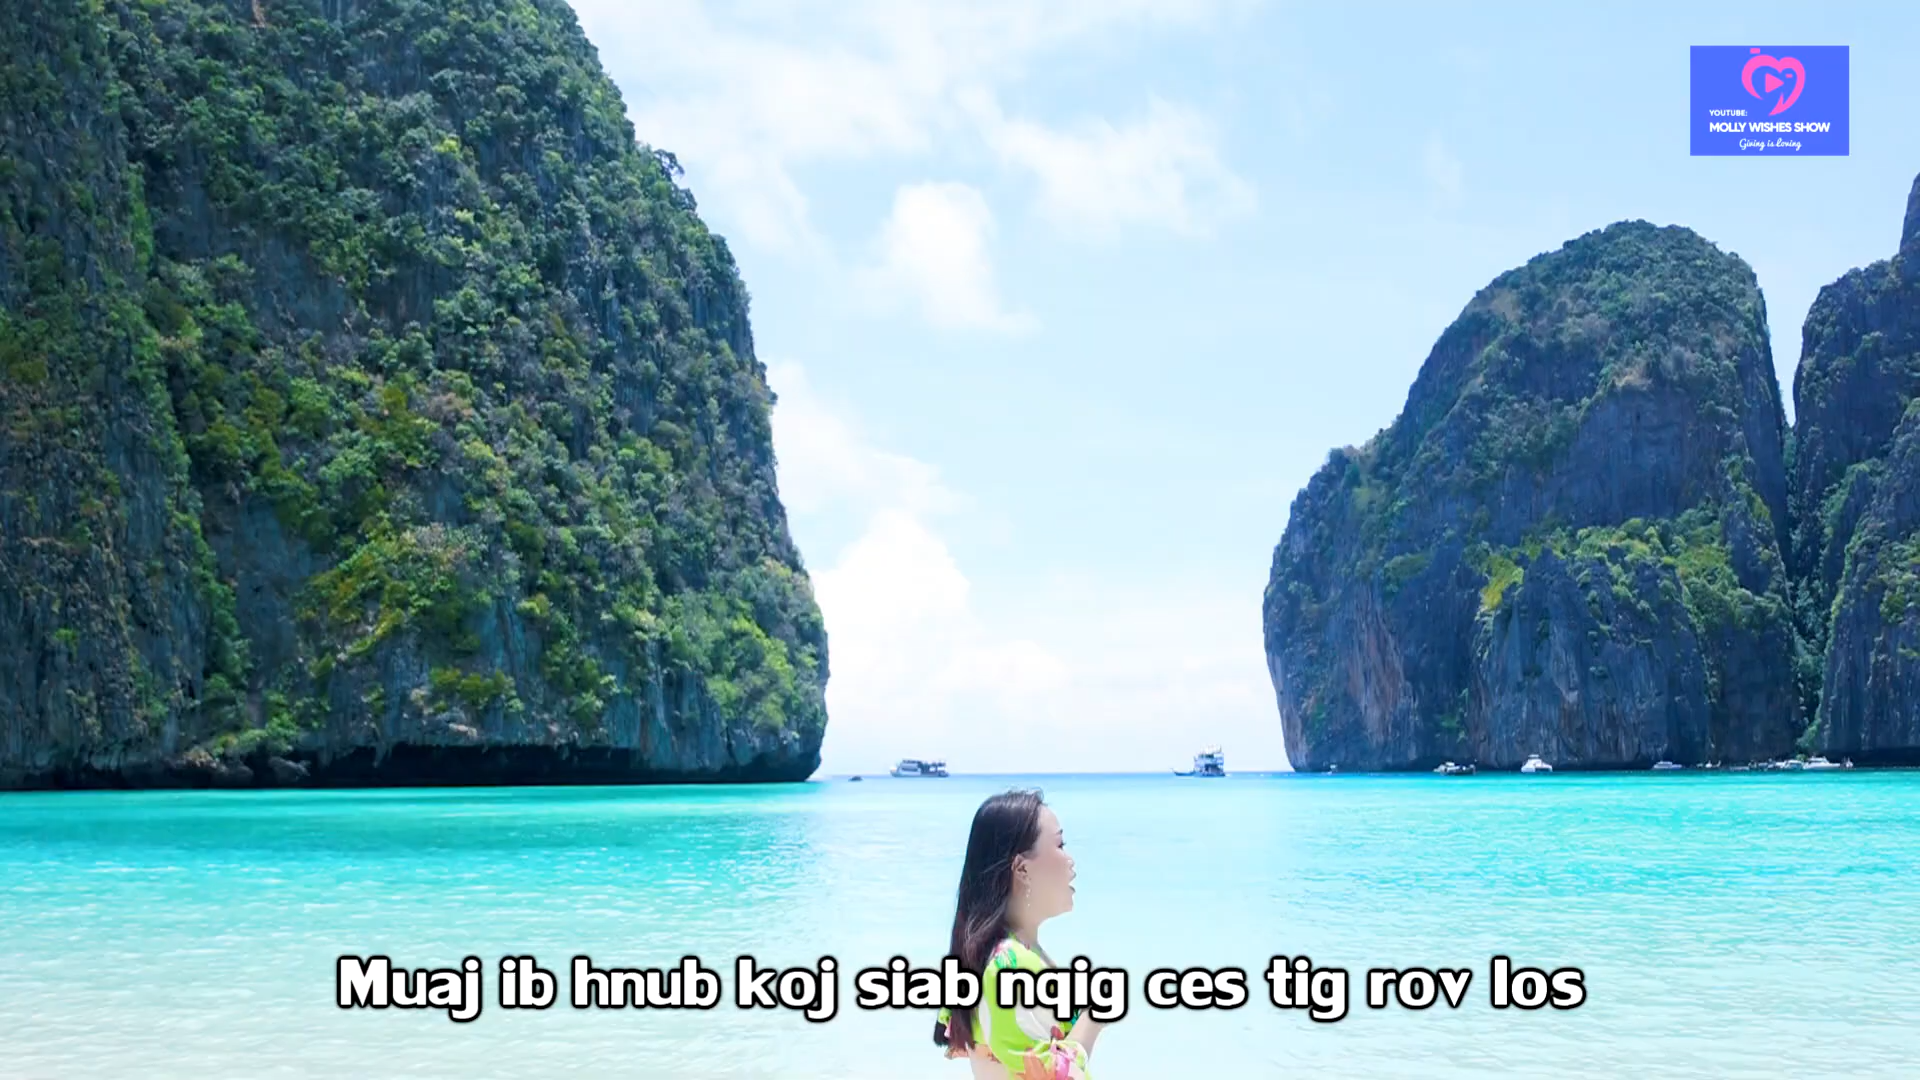 YOUTUBE:
MOLLY WISHES SHOW
Giving is Loving
Muaj ib hnub koj siab nqig ces tig rov los